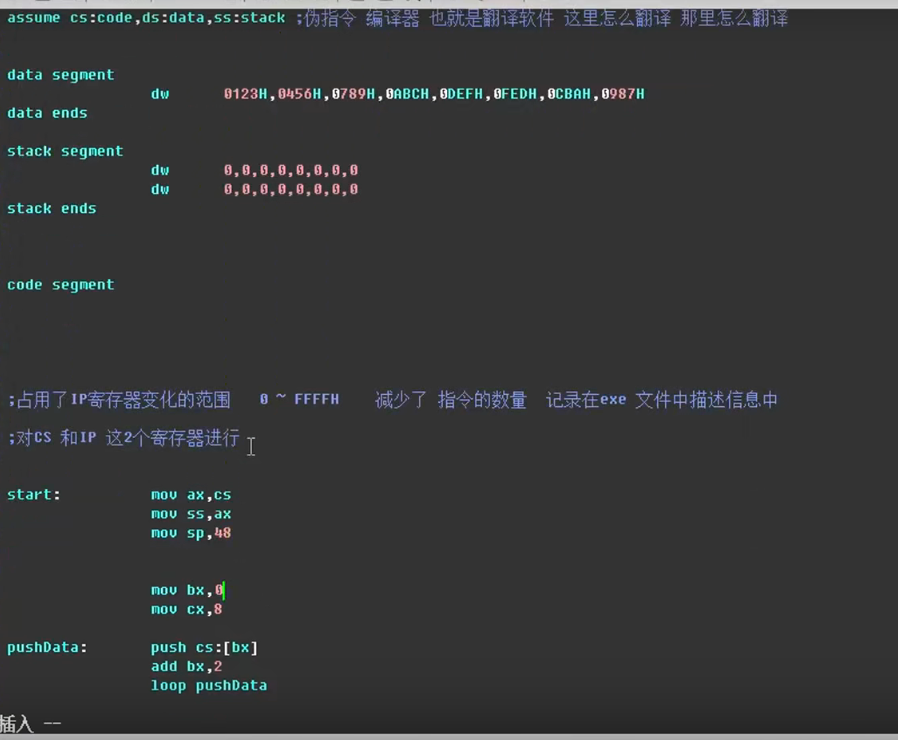 assume cs:code,ds:data,ss:stack ;伪指令 编译器 也就是翻译软件 这里怎么翻译 那里怎么翻译
data segment
dw 0123H,0456H,0789H,0ABCH,0DEFH,0FEDH,0CBAH,0987H
data ends
stack segment
dw 0,0,0,0,0,0,0,0
dw 0,0,0,0,0,0,0,0
stack ends
code segment
;占用了IP寄存器变化的范围 0 ~ FFFFH 减少了 指令的数量 记录在exe 文件中描述信息中
;对CS 和IP 这2个寄存器进行
start: mov ax,cs
mov ss,ax
mov sp,48
mov bx,0
mov cx,8
pushData: push cs:[bx]
add bx,2
loop pushData
插入 --